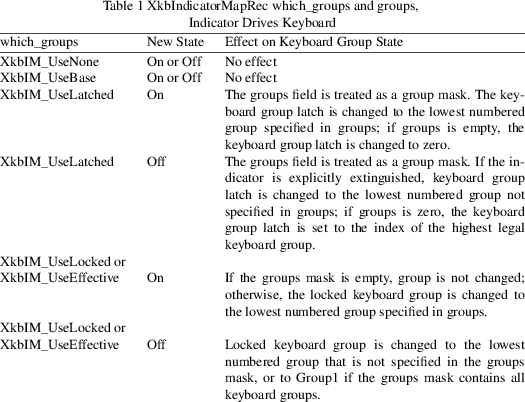 Table 1 XkbIndicatorMapRec which_groups and groups,
Indicator Drives Keyboard
which_groups New State Effect on Keyboard Group State
XkbIM_UseNone On or Off No effect
XkbIM_UseBase On or Off No effect
XkbIM_UseLatched On The groups field is treated as a group mask. The key-
board group latch is changed to the lowest numbered
group specified in groups; if groups is empty, the
keyboard group latch is changed to zero.
XkbIM_UseLatched Off The groups field is treated as a group mask. If the in-
dicator is explicitly extinguished, keyboard group
latch is changed to the lowest numbered group not
specified in groups; if groups is zero, the keyboard
group latch is set to the index of the highest legal
keyboard group.
XkbIM_UseLocked or
XkbIM_UseEffective On If the groups mask is empty, group is not changed;
otherwise, the locked keyboard group is changed to
the lowest numbered group specified in groups.
XkbIM_UseLocked or
XkbIM_UseEffective Off Locked keyboard group is changed to the lowest
numbered group that is not specified in the groups
mask, or to Group1 if the groups mask contains all
keyboard groups.